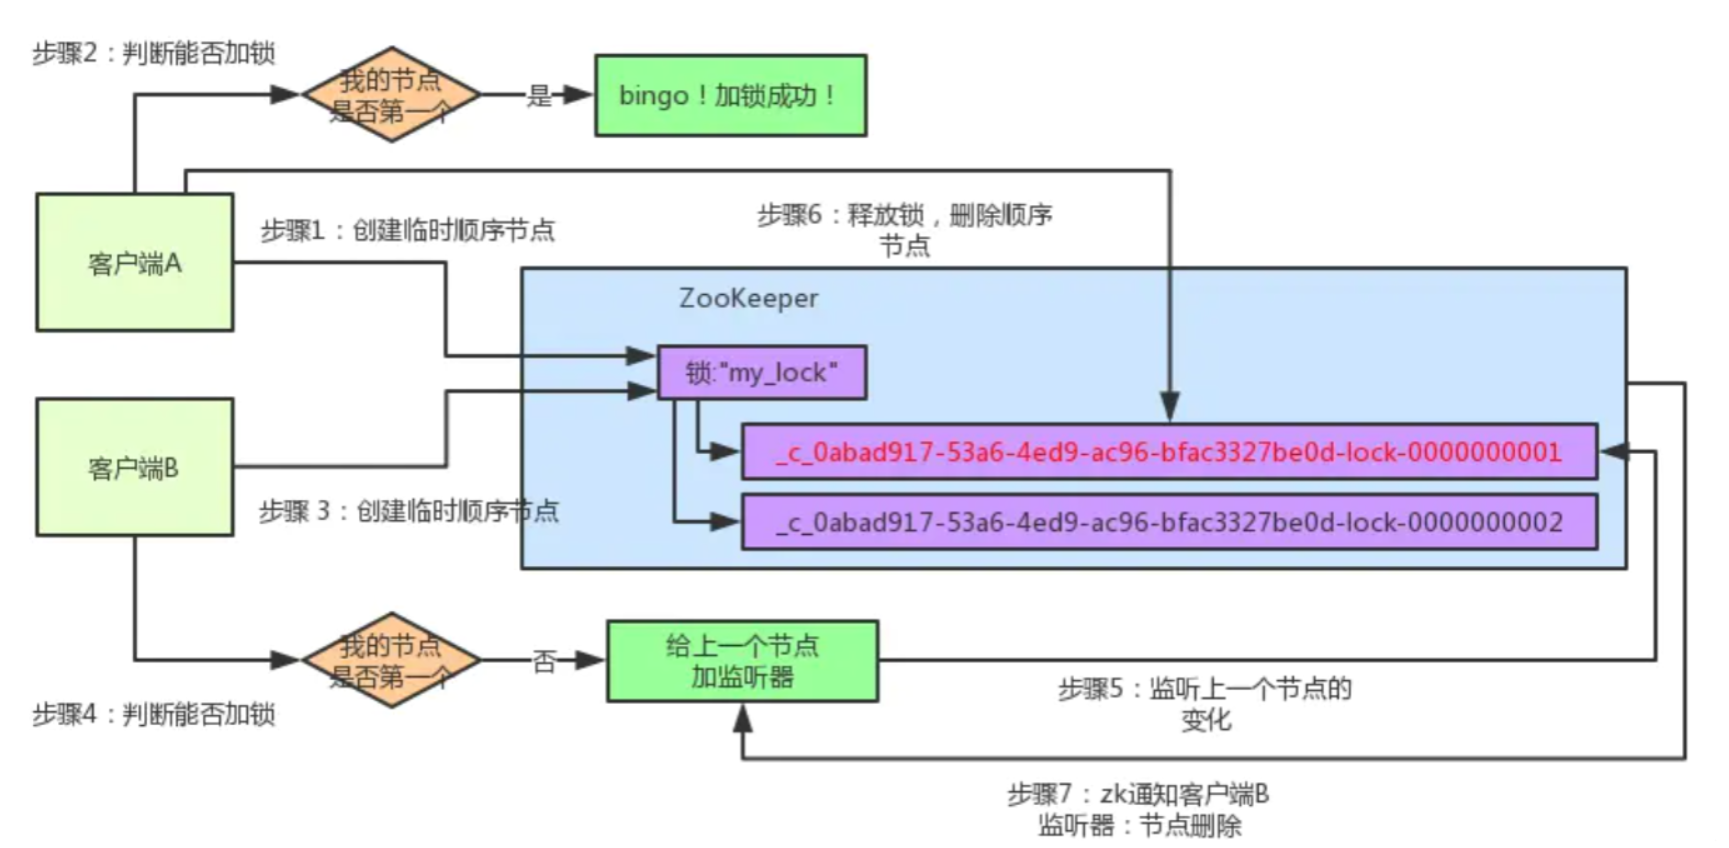 步骤2：判断能否加锁
我的节点
是否第一个
是
bingo！加锁成功！
客户端A
步骤1：创建临时顺序节点
步骤6：释放锁，删除顺序
节点
ZooKeeper
锁:"my_lock"
_c_0abad917-53a6-4ed9-ac96-bfac3327be0d-lock-0000000001
_c_0abad917-53a6-4ed9-ac96-bfac3327be0d-lock-0000000002
客户端B
步骤 3：创建临时顺序节点
我的节点
是否第一个
否
给上一个节点
加监听器
步骤4：判断能否加锁
步骤5：监听上一个节点的
变化
步骤7：zk通知客户端B
监听器：节点删除